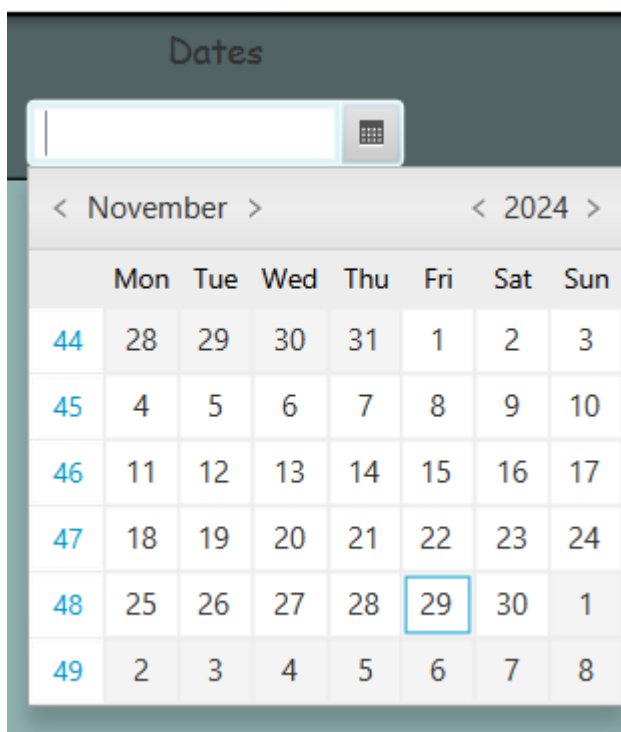 Dates
< November > < 2024 >
Mon Tue Wed Thu Fri Sat Sun
44 28 29 30 31 1 2 3
45 4 5 6 7 8 9 10
46 11 12 13 14 15 16 17
47 18 19 20 21 22 23 24
48 25 26 27 28 29 30 1
49 2 3 4 5 6 7 8